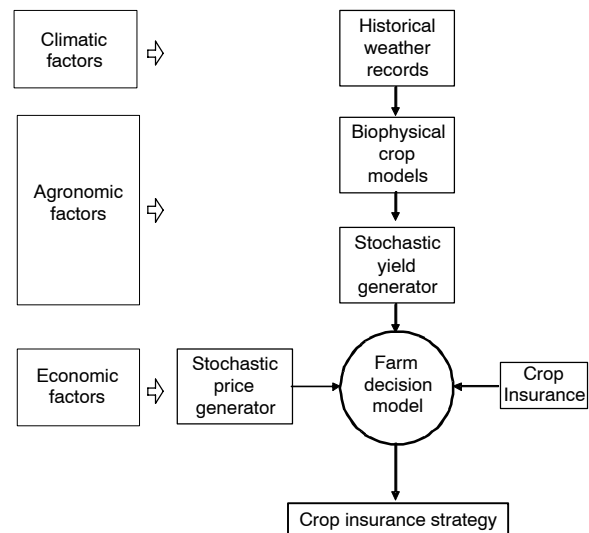 Climatic
factors
Historical
weather
records
Agronomic
factors
Biophysical
crop
models
Stochastic
yield
generator
Economic
factors
Stochastic
price
generator
Farm
decision
model
Crop
Insurance
Crop insurance strategy